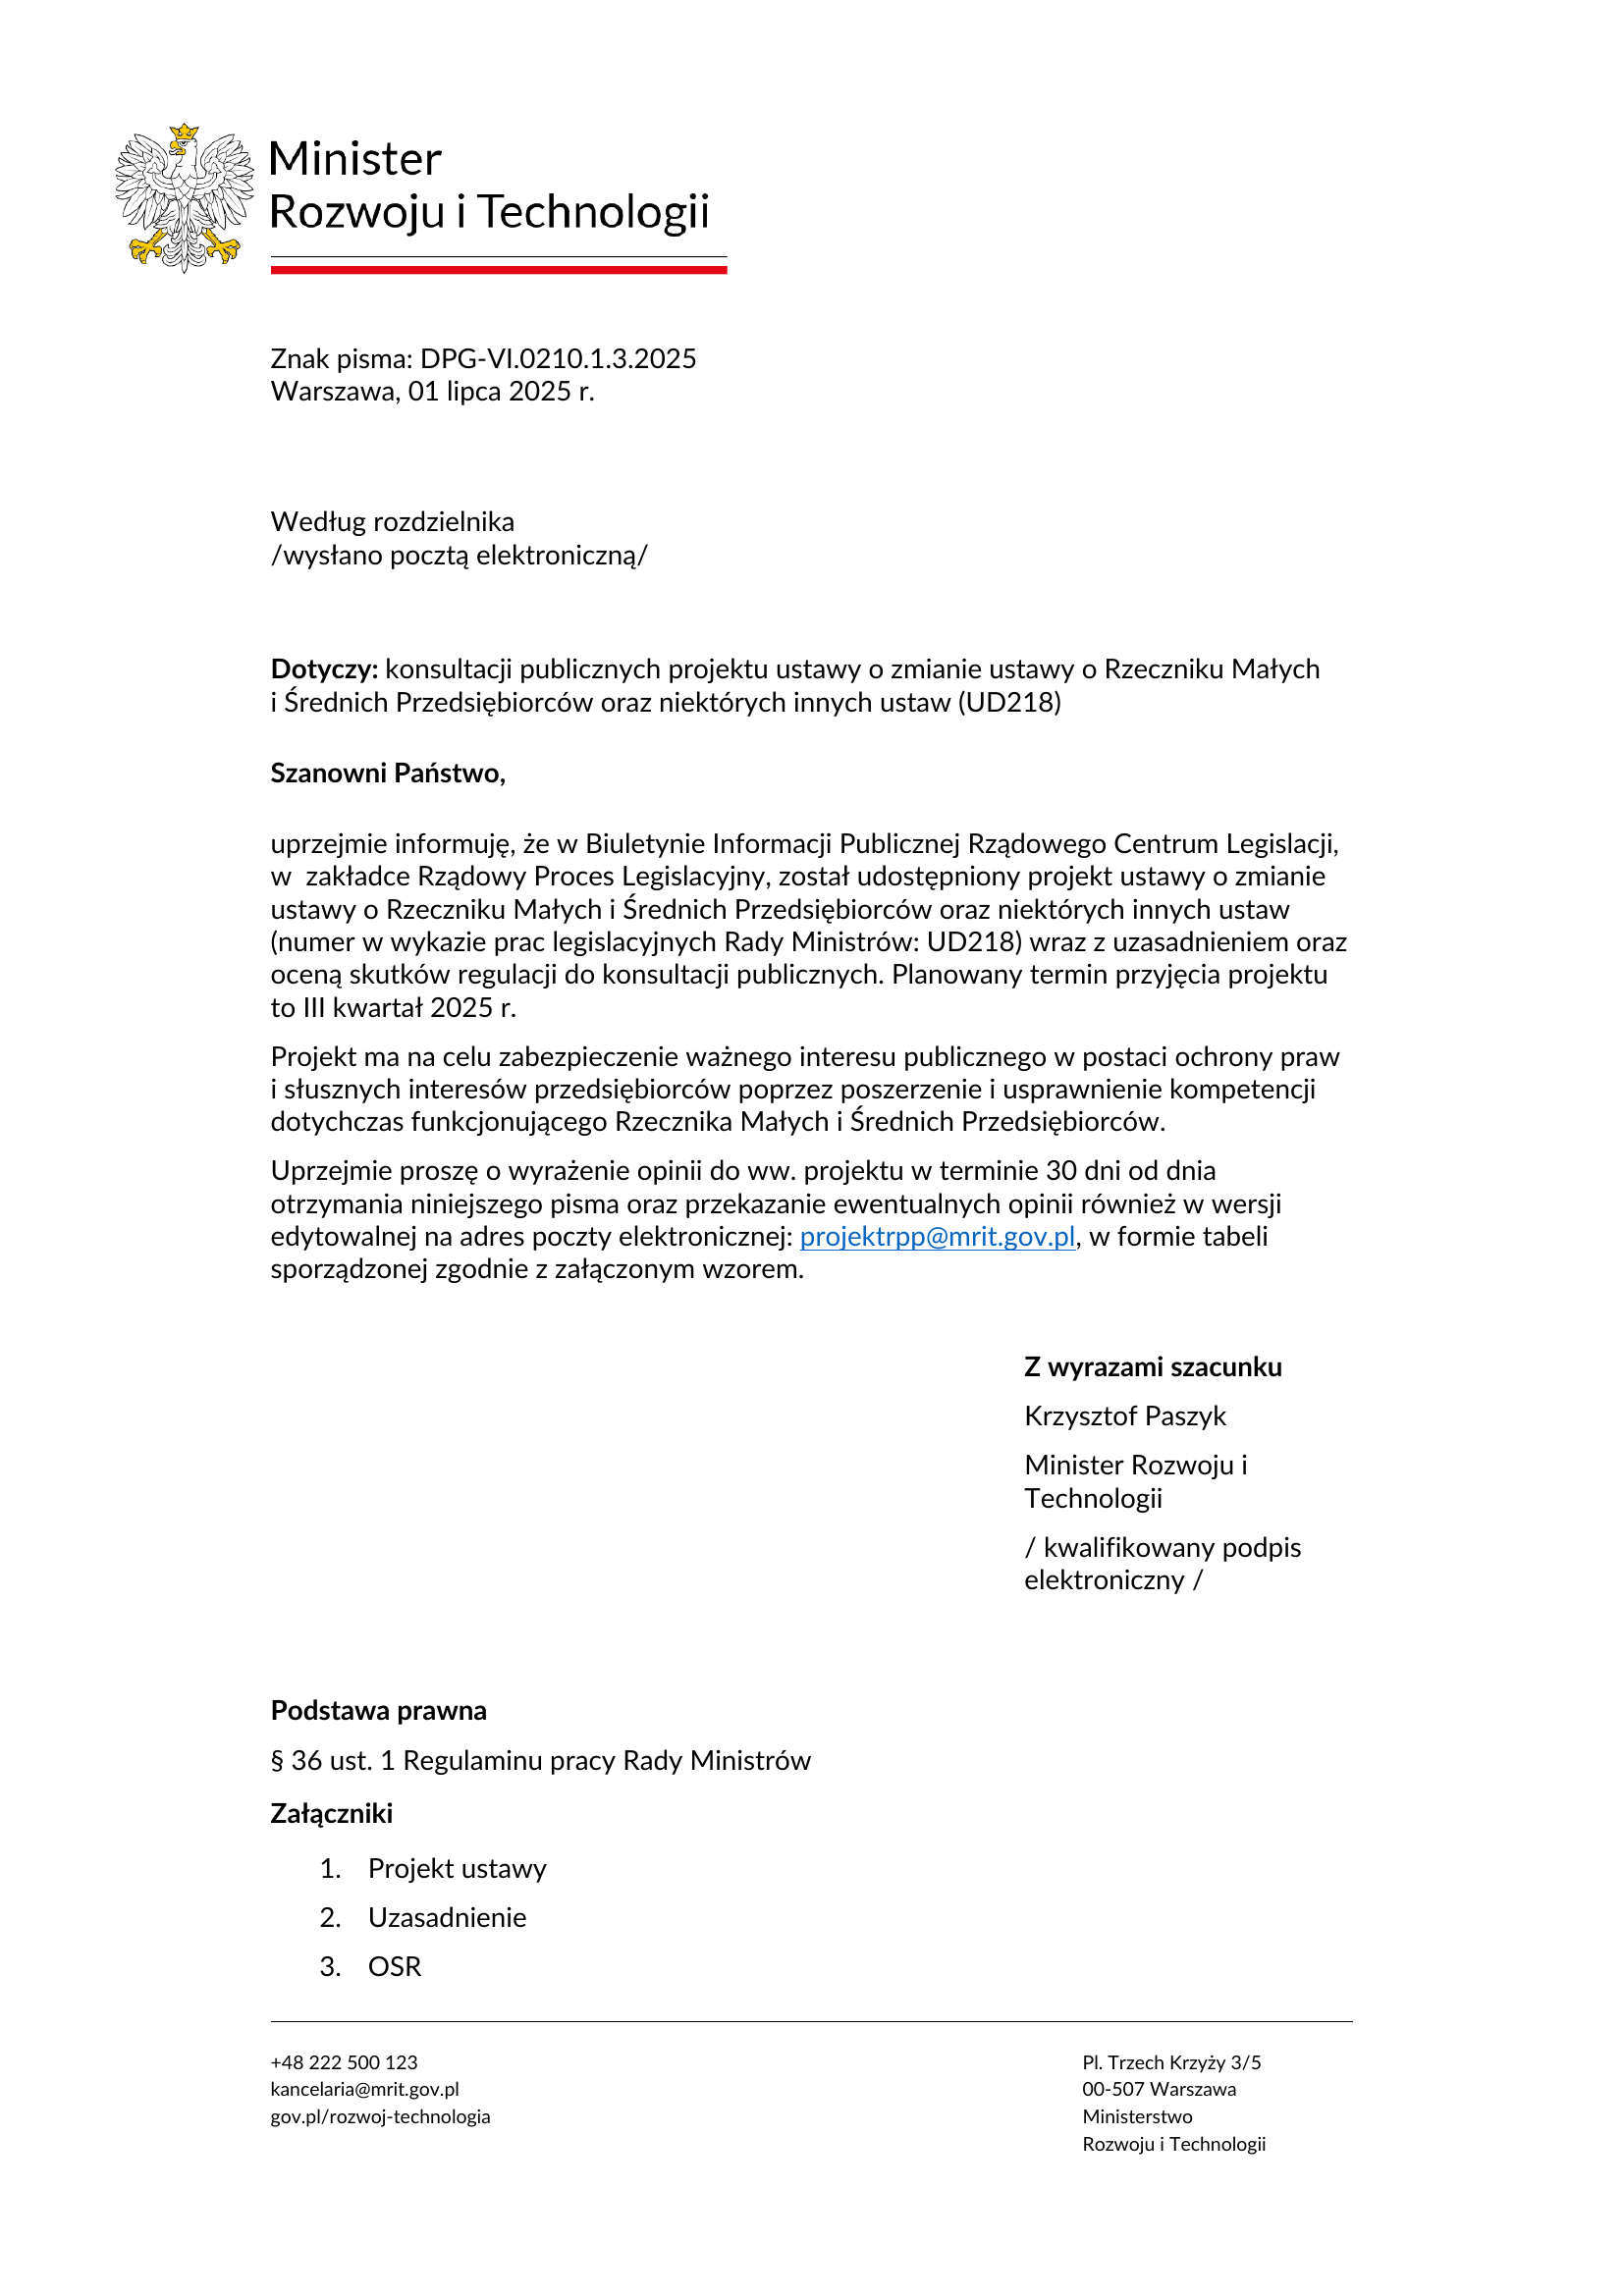 Minister
Rozwoju i Technologii
Znak pisma: DPG-VI.0210.1.3.2025
Warszawa, 01 lipca 2025 r.
Według rozdzielnika
/wysłano pocztą elektroniczną/
Dotyczy: konsultacji publicznych projektu ustawy o zmianie ustawy o Rzeczniku Małych
i Średnich Przedsiębiorców oraz niektórych innych ustaw (UD218)
Szanowni Państwo,
uprzejmie informuję, że w Biuletynie Informacji Publicznej Rządowego Centrum Legislacji,
w  zakładce Rządowy Proces Legislacyjny, został udostępniony projekt ustawy o zmianie
ustawy o Rzeczniku Małych i Średnich Przedsiębiorców oraz niektórych innych ustaw
(numer w wykazie prac legislacyjnych Rady Ministrów: UD218) wraz z uzasadnieniem oraz
oceną skutków regulacji do konsultacji publicznych. Planowany termin przyjęcia projektu
to III kwartał 2025 r.
Projekt ma na celu zabezpieczenie ważnego interesu publicznego w postaci ochrony praw
i słusznych interesów przedsiębiorców poprzez poszerzenie i usprawnienie kompetencji
dotychczas funkcjonującego Rzecznika Małych i Średnich Przedsiębiorców.
Uprzejmie proszę o wyrażenie opinii do ww. projektu w terminie 30 dni od dnia
otrzymania niniejszego pisma oraz przekazanie ewentualnych opinii również w wersji
edytowalnej na adres poczty elektronicznej: projektrpp@mrit.gov.pl, w formie tabeli
sporządzonej zgodnie z załączonym wzorem.
Z wyrazami szacunku
Krzysztof Paszyk
Minister Rozwoju i
Technologii
/ kwalifikowany podpis
elektroniczny /
Podstawa prawna
§ 36 ust. 1 Regulaminu pracy Rady Ministrów
Załączniki
1. Projekt ustawy
2. Uzasadnienie
3. OSR
+48 222 500 123
kancelaria@mrit.gov.pl
gov.pl/rozwoj-technologia
Pl. Trzech Krzyży 3/5
00-507 Warszawa
Ministerstwo
Rozwoju i Technologii